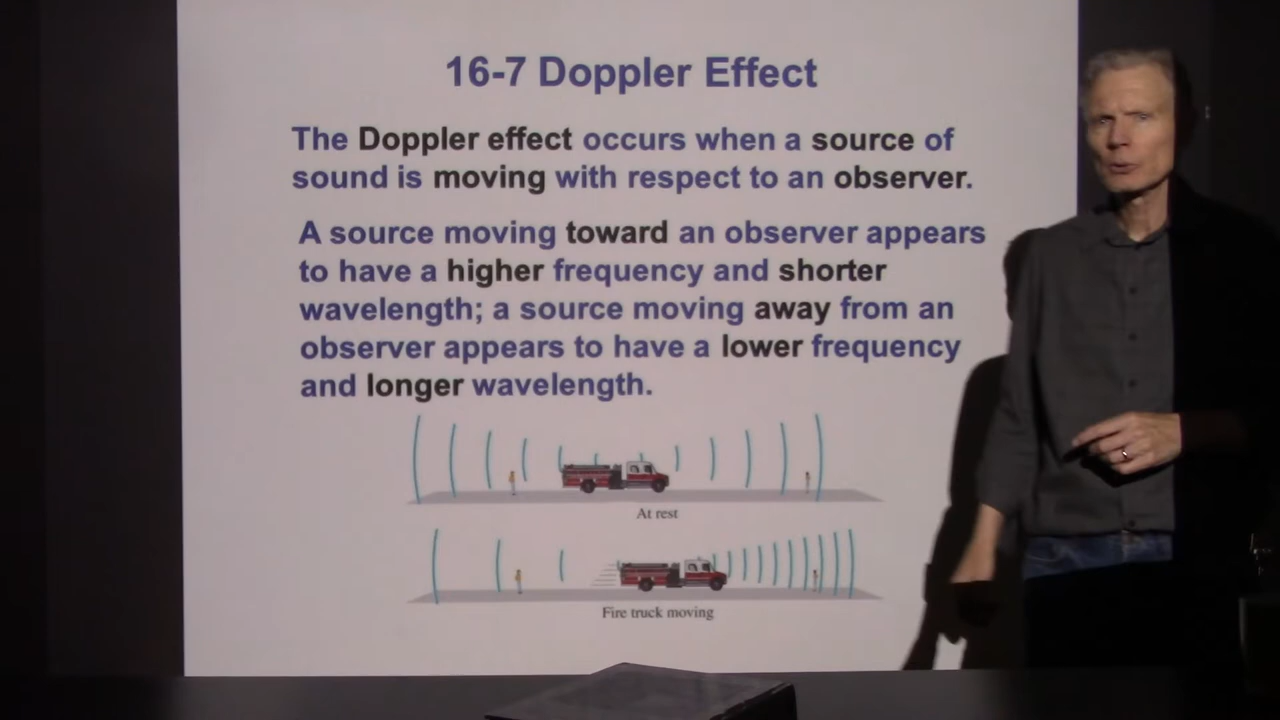 16-7 Doppler Effect
The Doppler effect occurs when a source of
sound is moving with respect to an observer.
A source moving toward an observer appears
to have a higher frequency and shorter
wavelength; a source moving away from an
observer appears to have a lower frequency
and longer wavelength.
At rest
Fire truck moving